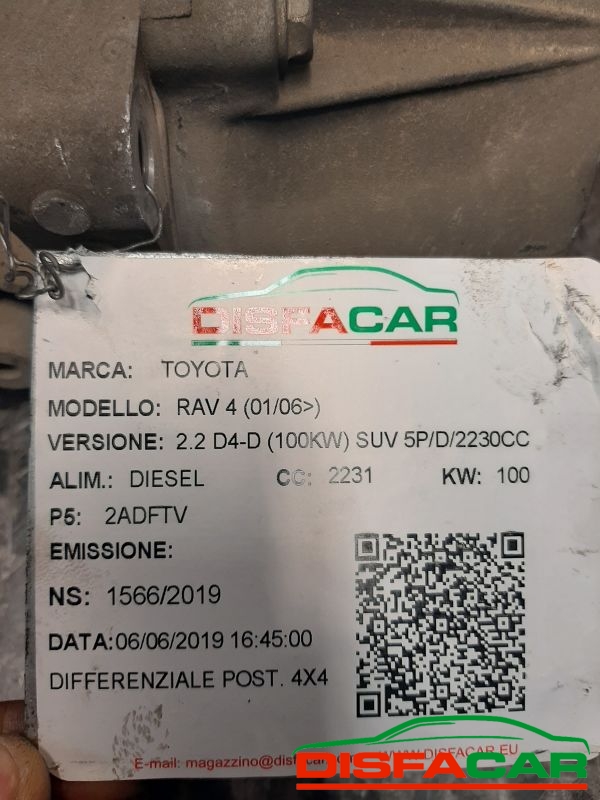 DISFACAR
MARCA: TOYOTA
MODELLO: RAV 4 (01/06>)
VERSIONE: 2.2 D4-D (100KW) SUV 5P/D/2230CC
ALIM.: DIESEL CC: 2231 KW: 100
P5: 2ADFTV
EMISSIONE:
NS: 1566/2019
DATA:06/06/2019 16:45:00
DIFFERENZIALE POST. 4X4
WWW.DISFACAR.EU
E-mail: magazzino@disf
DISFACAR